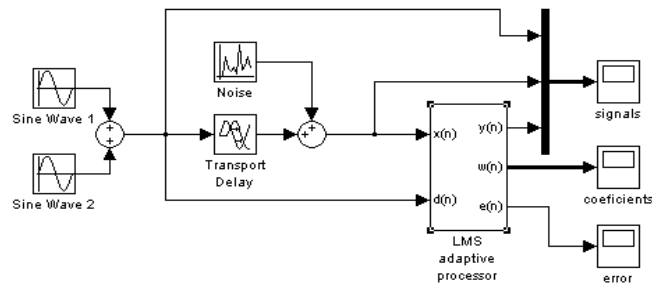 Sine Wave 1
Noise
signals
+
+
+
+
Transport
Delay
x(n)
y(n)
w(n)
d(n)
e(n)
Sine Wave 2
coeficients
LMS
adaptive
processor
error